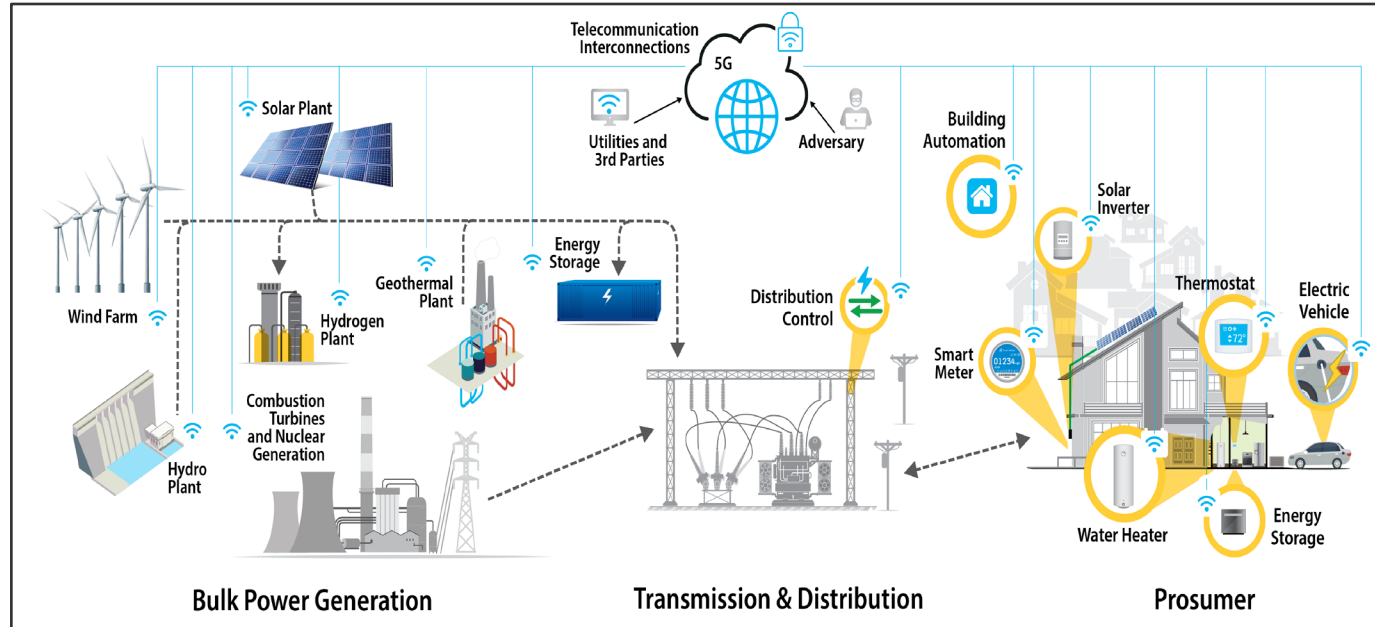 Telecommunication
Interconnections
5G
Utilities and
3rd Parties
Adversary
Solar Plant
Wind Farm
Hydrogen
Plant
Geothermal
Plant
Energy
Storage
Hydro
Plant
Combustion
Turbines
and Nuclear
Generation
Distribution
Control
Building
Automation
Solar
Inverter
Smart
Meter
01234
Thermostat
72°
Electric
Vehicle
Water Heater
Energy
Storage
Bulk Power Generation
Transmission & Distribution
Prosumer